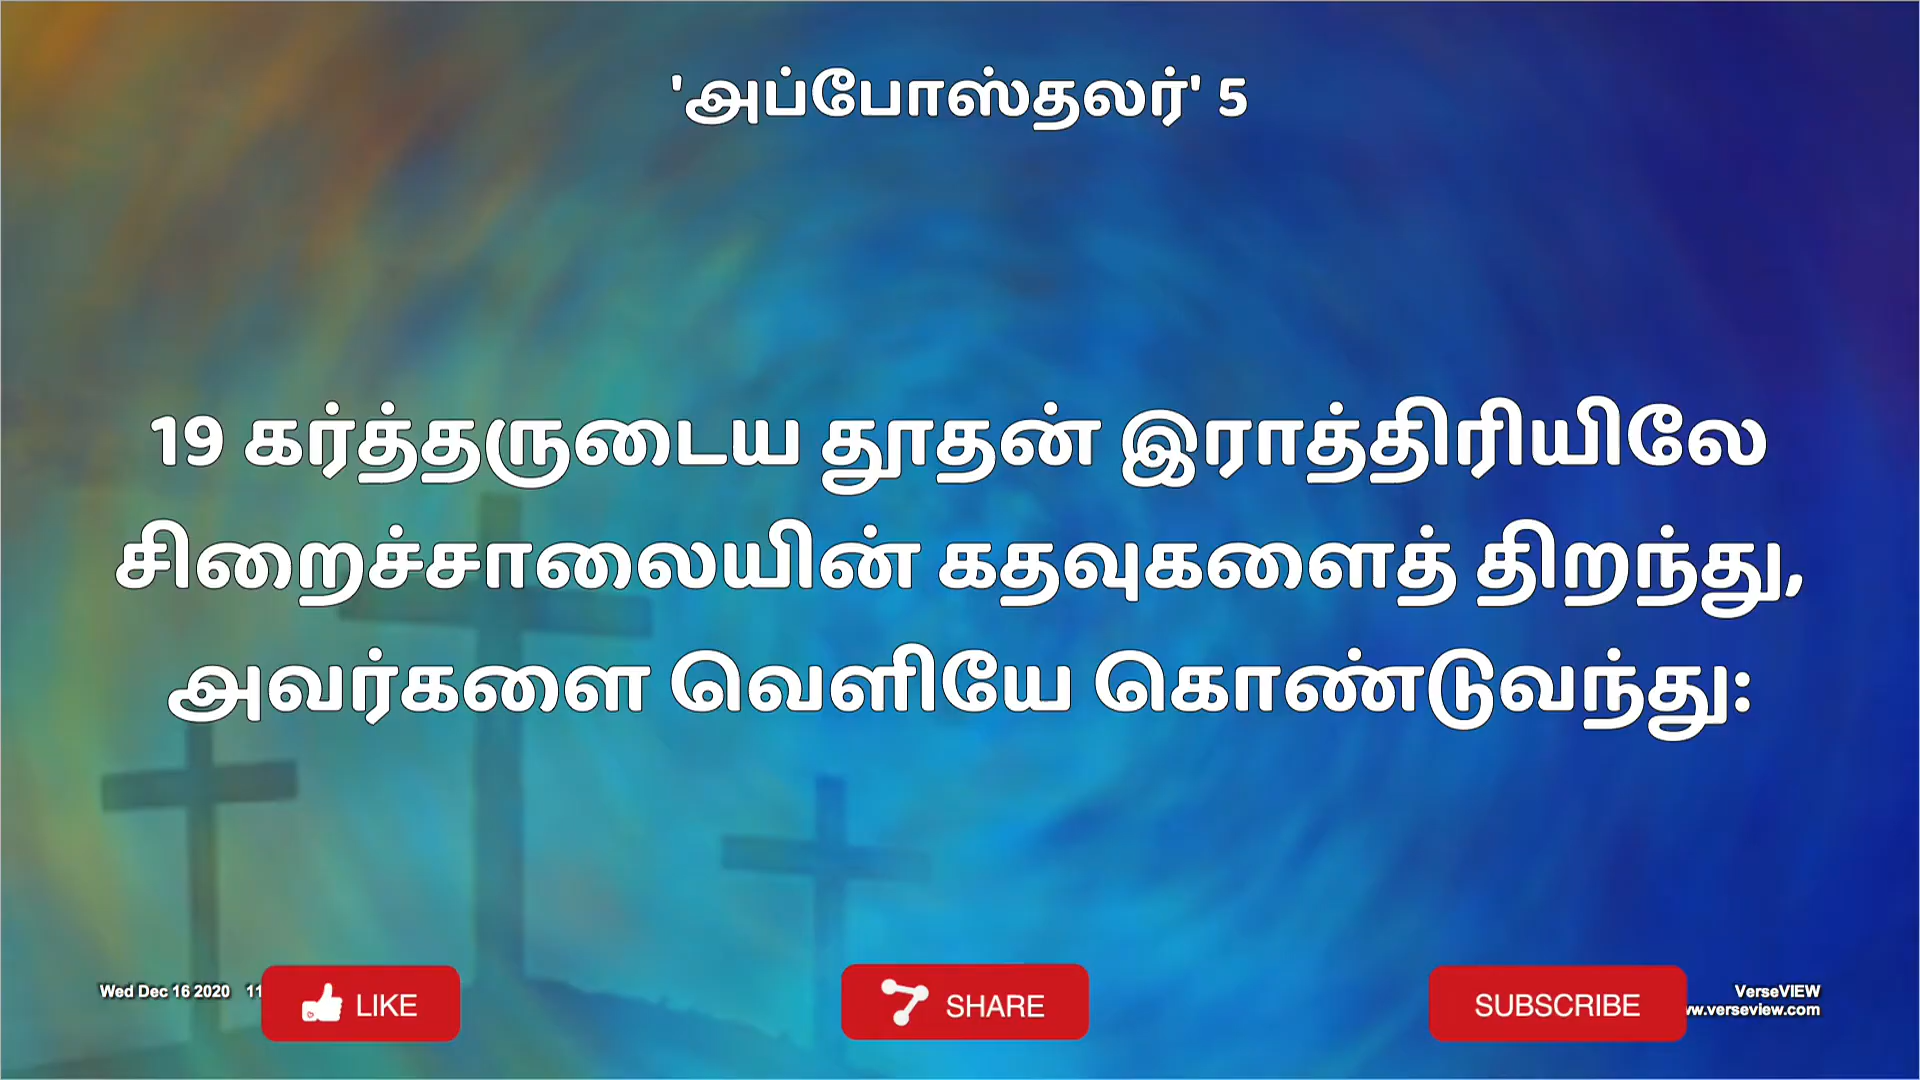 'அப்போஸ்தலர்' 5
19 கர்த்தருடைய தூதன் இராத்திரியிலே
சிறைச்சாலையின் கதவுகளைத் திறந்து,
அவர்களை வெளியே கொண்டுவந்து:
Wed Dec 16 2020 11
LIKE
SHARE
SUBSCRIBE
VerseVIEW
w.verseview.com